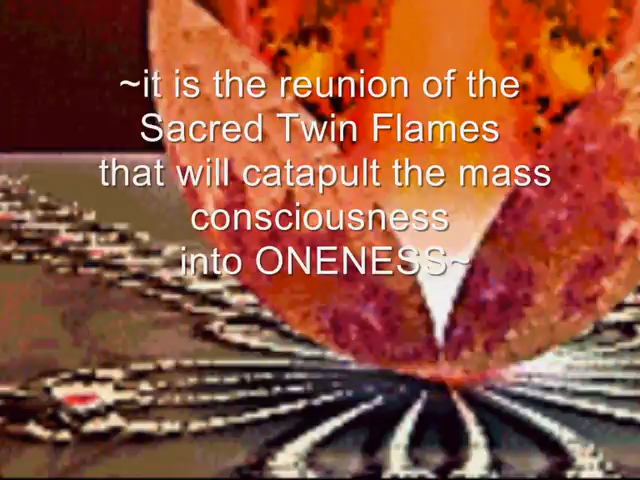 ~it is the reunion of the
Sacred Twin Flames
that will catapult the mass
consciousness
into ONENESS~